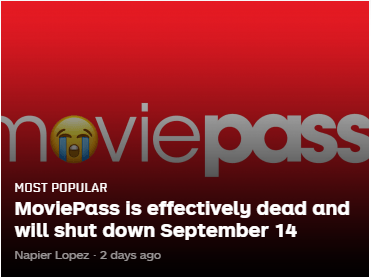 moviepass
MOST POPULAR
MoviePass is effectively dead and
will shut down September 14
Napier Lopez · 2 days ago